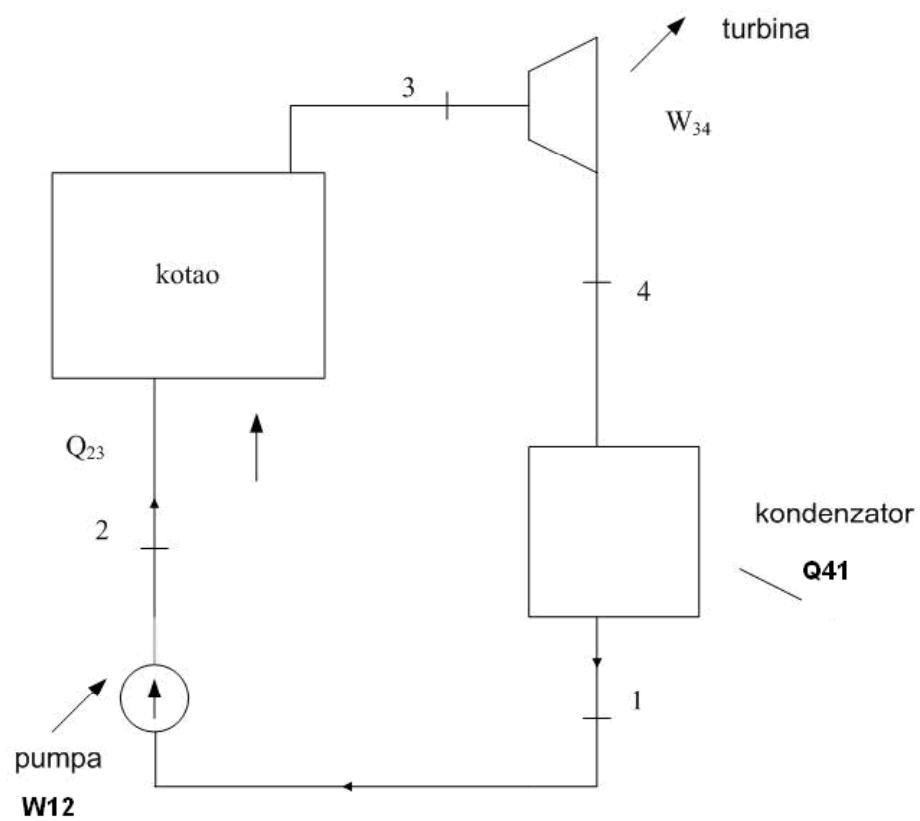 turbina
3
W₃₄
kotao
4
Q₂₃
kondenzator
2
Q41
1
pumpa
W12